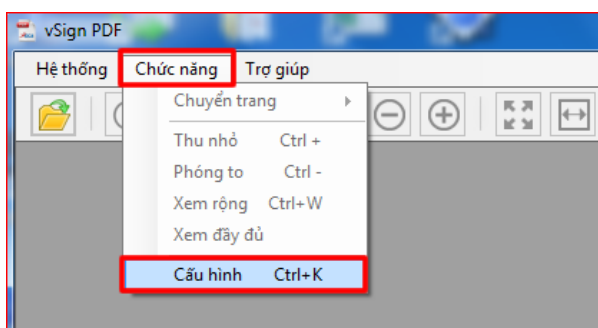 vSign PDF
Hệ thống Chức năng Trợ giúp
Chuyển trang
Thu nhỏ Ctrl +
Phóng to Ctrl -
Xem rộng Ctrl+W
Xem đầy đủ
Cấu hình Ctrl+K